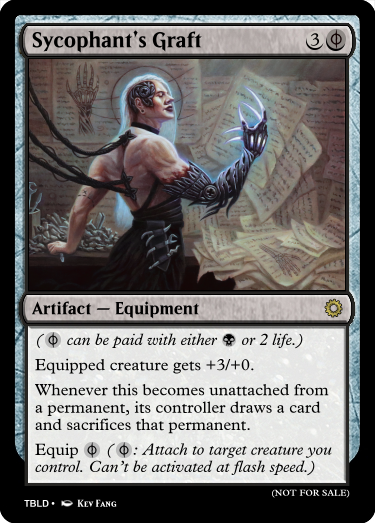 Sycophant's Graft 3
Artifact — Equipment
( can be paid with either or 2 life.)
Equipped creature gets +3/+0.
Whenever this becomes unattached from
a permanent, its controller draws a card
and sacrifices that permanent.
Equip ( : Attach to target creature you
control. Can't be activated at flash speed.)
(NOT FOR SALE)
TBLD • Kev Fang